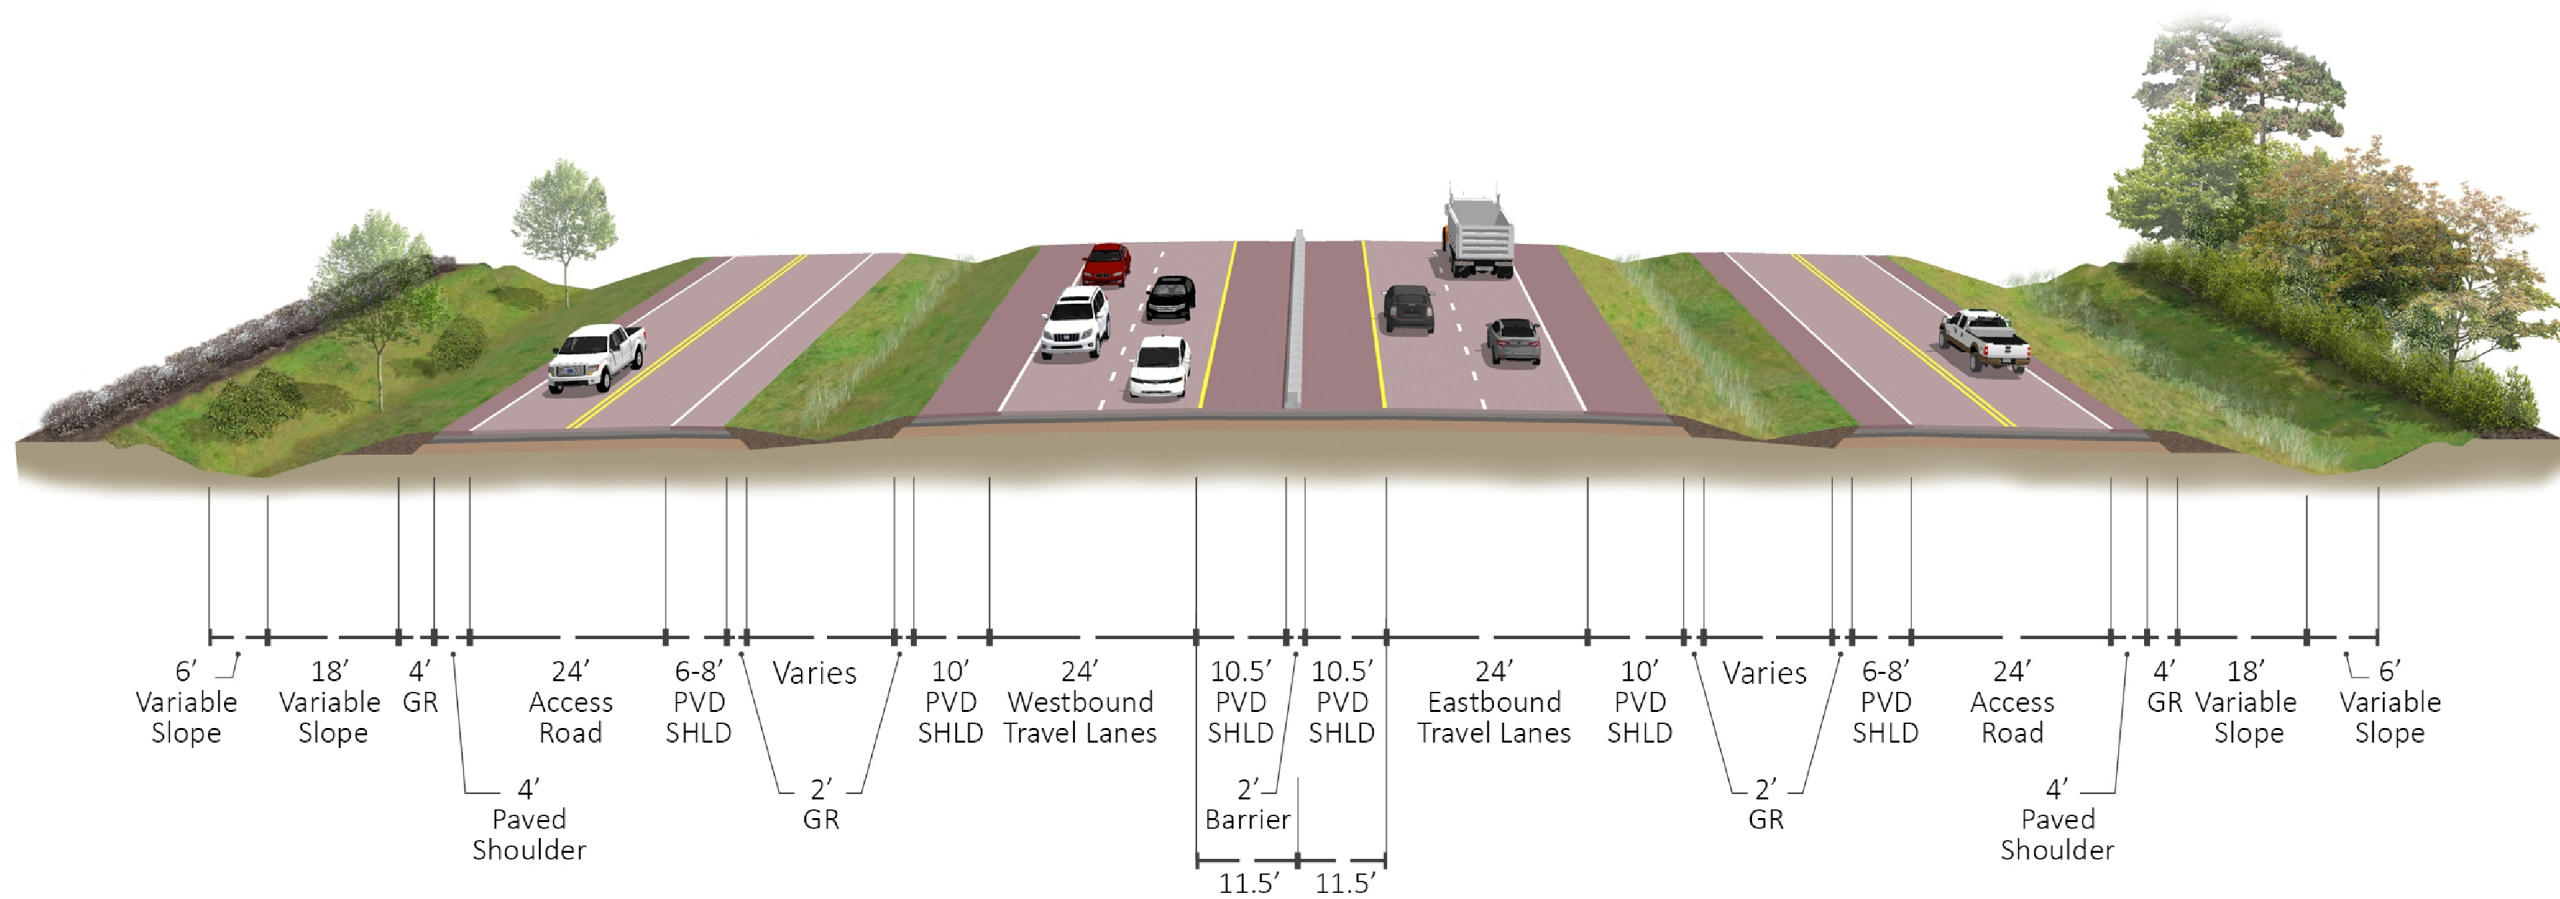 6’
Variable
Slope
18’
Variable
Slope
4’
GR
4’
Paved
Shoulder
24’
Access
Road
6-8’
PVD
SHLD
2’
GR
Varies
10’
PVD
SHLD
24’
Westbound
Travel Lanes
10.5’
PVD
SHLD
2’
Barrier
10.5’
PVD
SHLD
11.5’
11.5’
24’
Eastbound
Travel Lanes
10’
PVD
SHLD
2’
GR
Varies
6-8’
PVD
SHLD
24’
Access
Road
4’
Paved
Shoulder
4’
GR
18’
Variable
Slope
6’
Variable
Slope